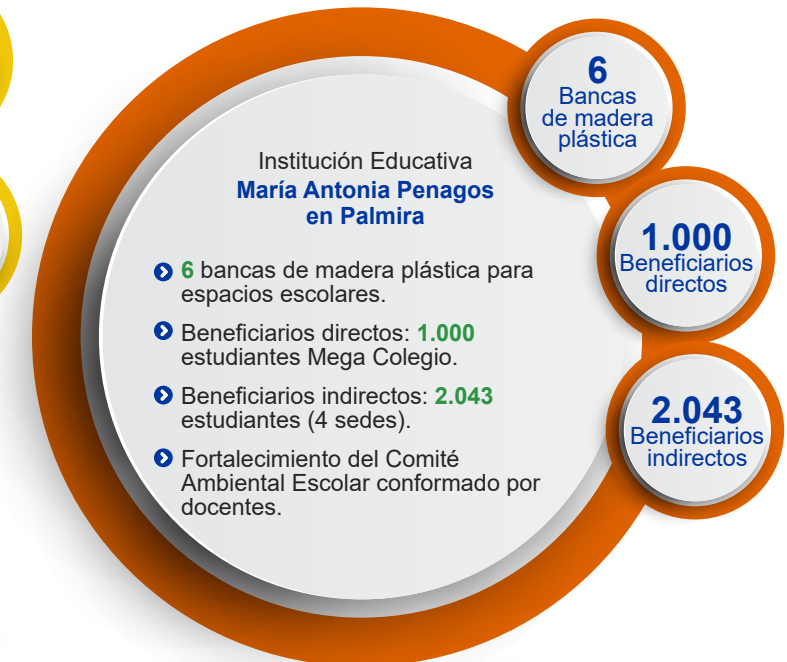 Institución Educativa
María Antonia Penagos
en Palmira
6 bancas de madera plástica para
espacios escolares.
Beneficiarios directos: 1.000
estudiantes Mega Colegio.
Beneficiarios indirectos: 2.043
estudiantes (4 sedes).
Fortalecimiento del Comité
Ambiental Escolar conformado por
docentes.
6
Bancas
de madera
plástica
1.000
Beneficiarios
directos
2.043
Beneficiarios
indirectos